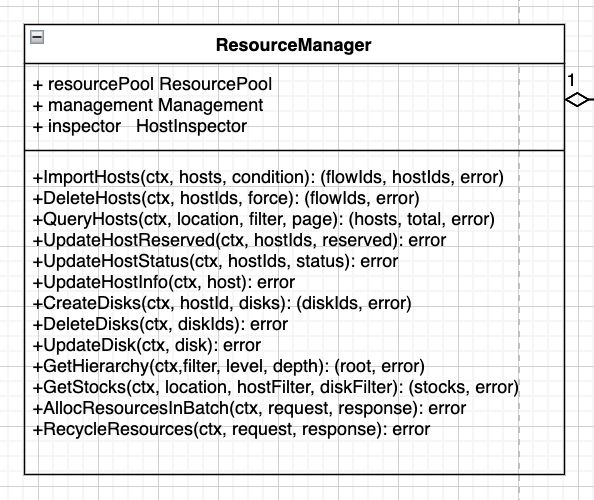 ResourceManager
+ resourcePool ResourcePool
+ management Management
+ inspector HostInspector
1
+ImportHosts(ctx, hosts, condition): (flowIds, hostIds, error)
+DeleteHosts(ctx, hostIds, force): (flowIds, error)
+QueryHosts(ctx, location, filter, page): (hosts, total, error)
+UpdateHostReserved(ctx, hostIds, reserved): error
+UpdateHostStatus(ctx, hostIds, status): error
+UpdateHostInfo(ctx, host): error
+CreateDisks(ctx, hostId, disks): (diskIds, error)
+DeleteDisks(ctx, diskIds): error
+UpdateDisk(ctx, disk): error
+GetHierarchy(ctx,filter, level, depth): (root, error)
+GetStocks(ctx, location, hostFilter, diskFilter): (stocks, error)
+AllocResourcesInBatch(ctx, request, response): error
+RecycleResources(ctx, request, response): error